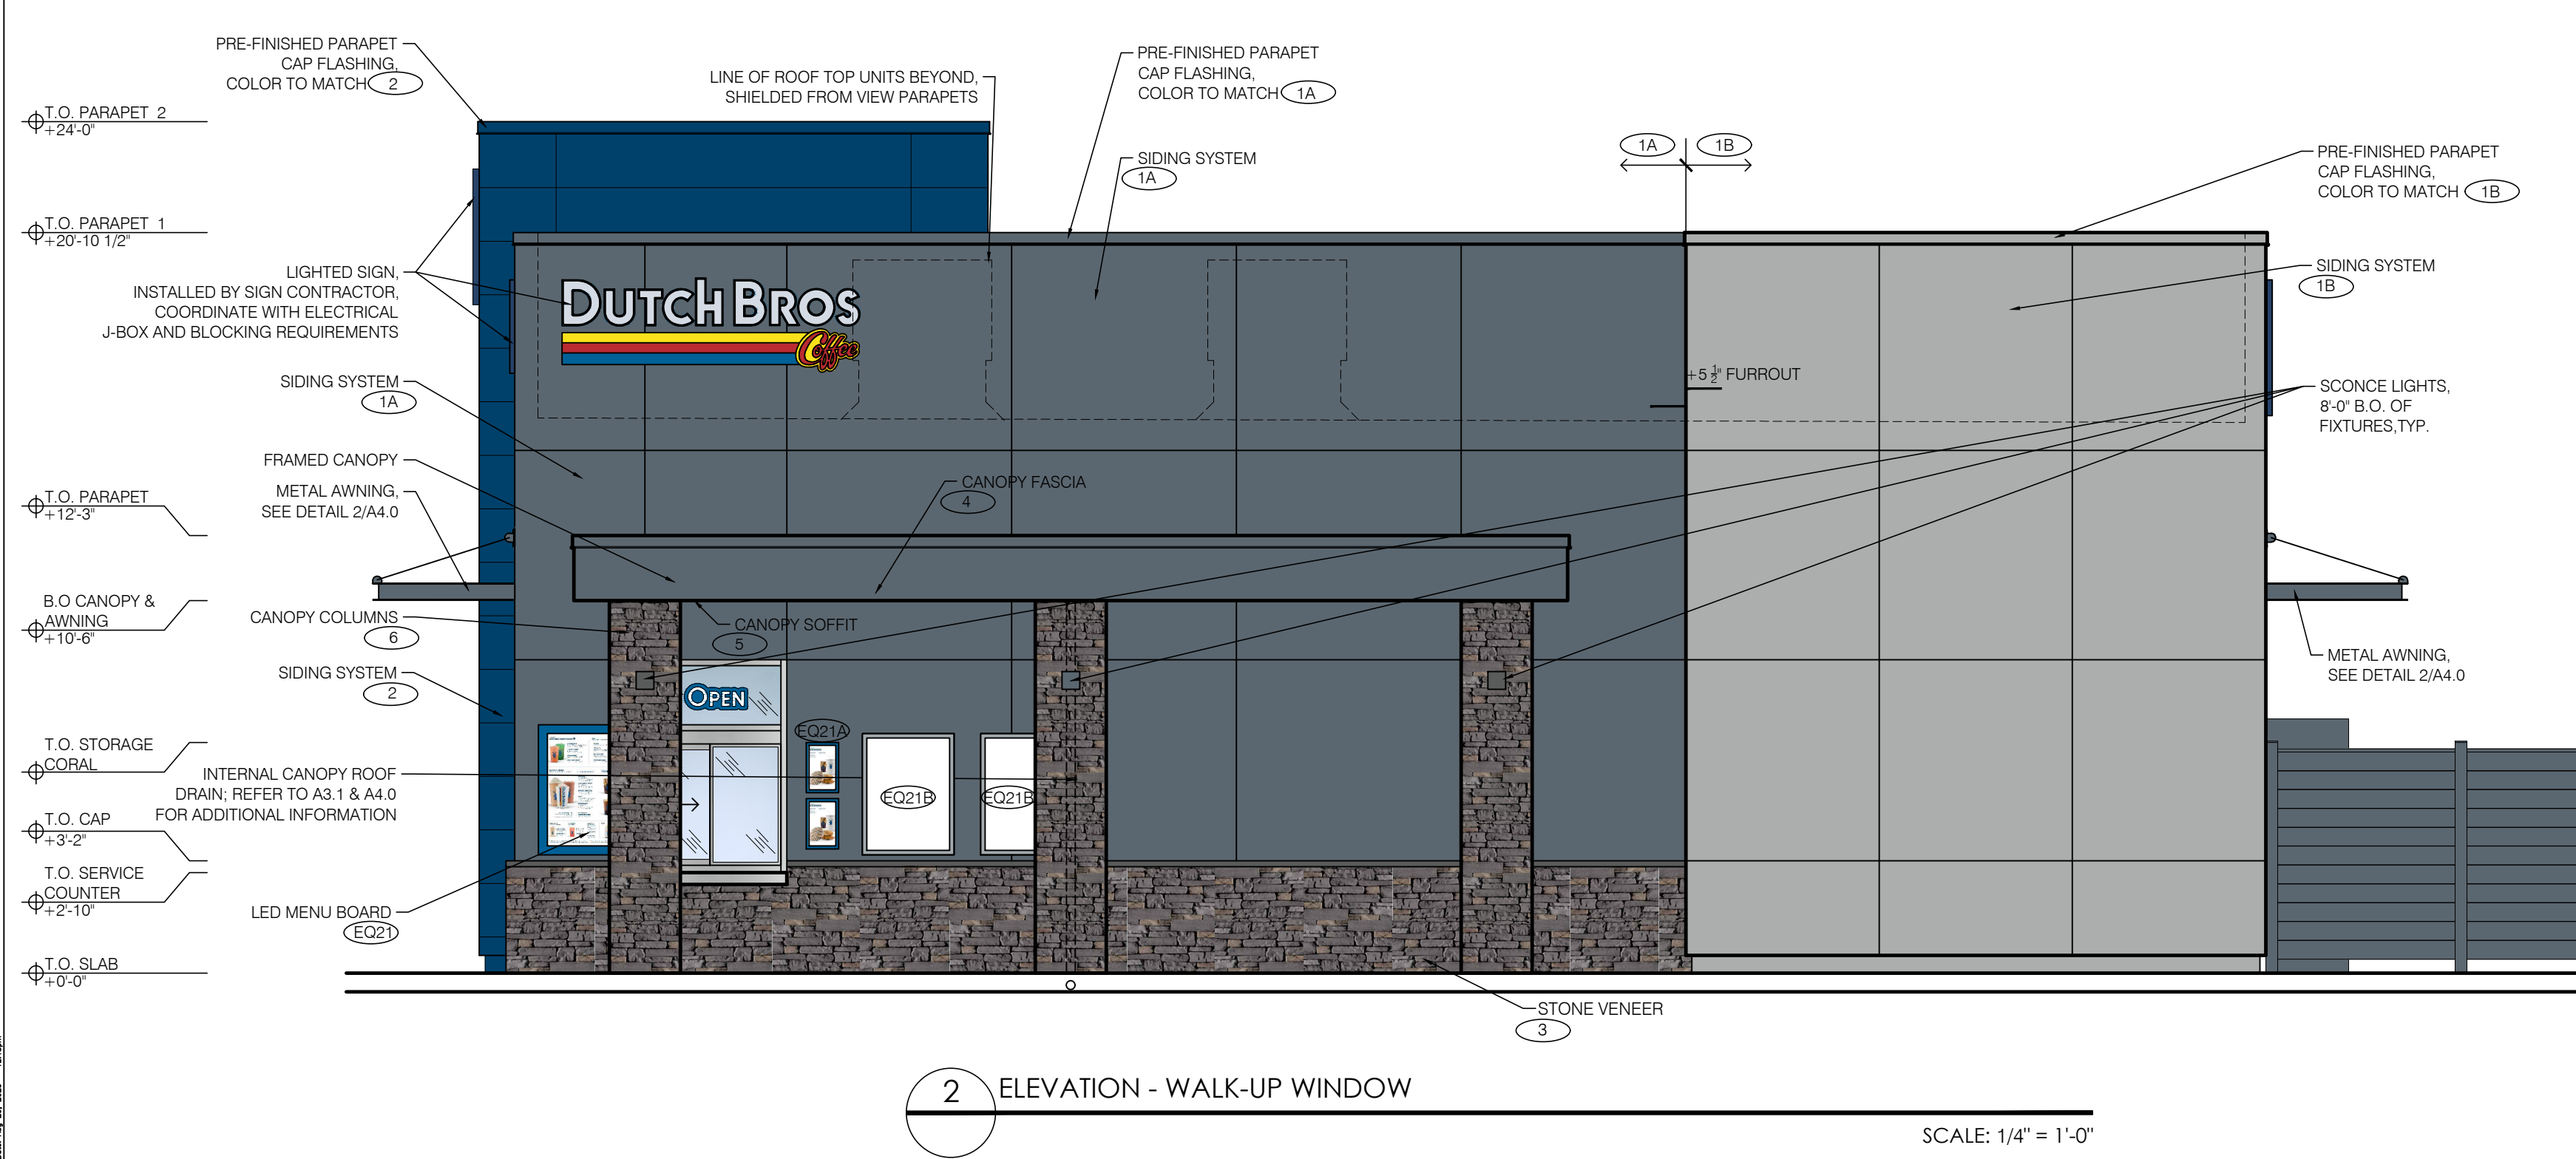 PRE-FINISHED PARAPET
CAP FLASHING,
COLOR TO MATCH 2
LINE OF ROOF TOP UNITS BEYOND,
SHIELDED FROM VIEW PARAPETS
PRE-FINISHED PARAPET
CAP FLASHING,
COLOR TO MATCH 1A
SIDING SYSTEM
1A
1A 1B
PRE-FINISHED PARAPET
CAP FLASHING,
COLOR TO MATCH 1B
SIDING SYSTEM
1B
T.O. PARAPET 2
+24'-0"
T.O. PARAPET 1
+20'-10 1/2"
LIGHTED SIGN,
INSTALLED BY SIGN CONTRACTOR,
COORDINATE WITH ELECTRICAL
J-BOX AND BLOCKING REQUIREMENTS
DUTCH BROS
Coffee
+5 1/2" FURROUT
SIDING SYSTEM
1A
SCONCE LIGHTS,
8'-0" B.O. OF
FIXTURES,TYP.
FRAMED CANOPY
METAL AWNING,
SEE DETAIL 2/A4.0
CANOPY FASCIA
4
T.O. PARAPET
+12'-3"
B.O CANOPY &
AWNING
+10'-6"
CANOPY COLUMNS
6
CANOPY SOFFIT
5
SIDING SYSTEM
2
METAL AWNING,
SEE DETAIL 2/A4.0
OPEN
EQ21A
EQ21B
EQ21B
T.O. STORAGE
CORAL
INTERNAL CANOPY ROOF
DRAIN; REFER TO A3.1 & A4.0
FOR ADDITIONAL INFORMATION
T.O. CAP
+3'-2"
T.O. SERVICE
COUNTER
+2'-10"
LED MENU BOARD
EQ21
T.O. SLAB
+0'-0"
STONE VENEER
3
2 ELEVATION - WALK-UP WINDOW
SCALE: 1/4" = 1'-0"